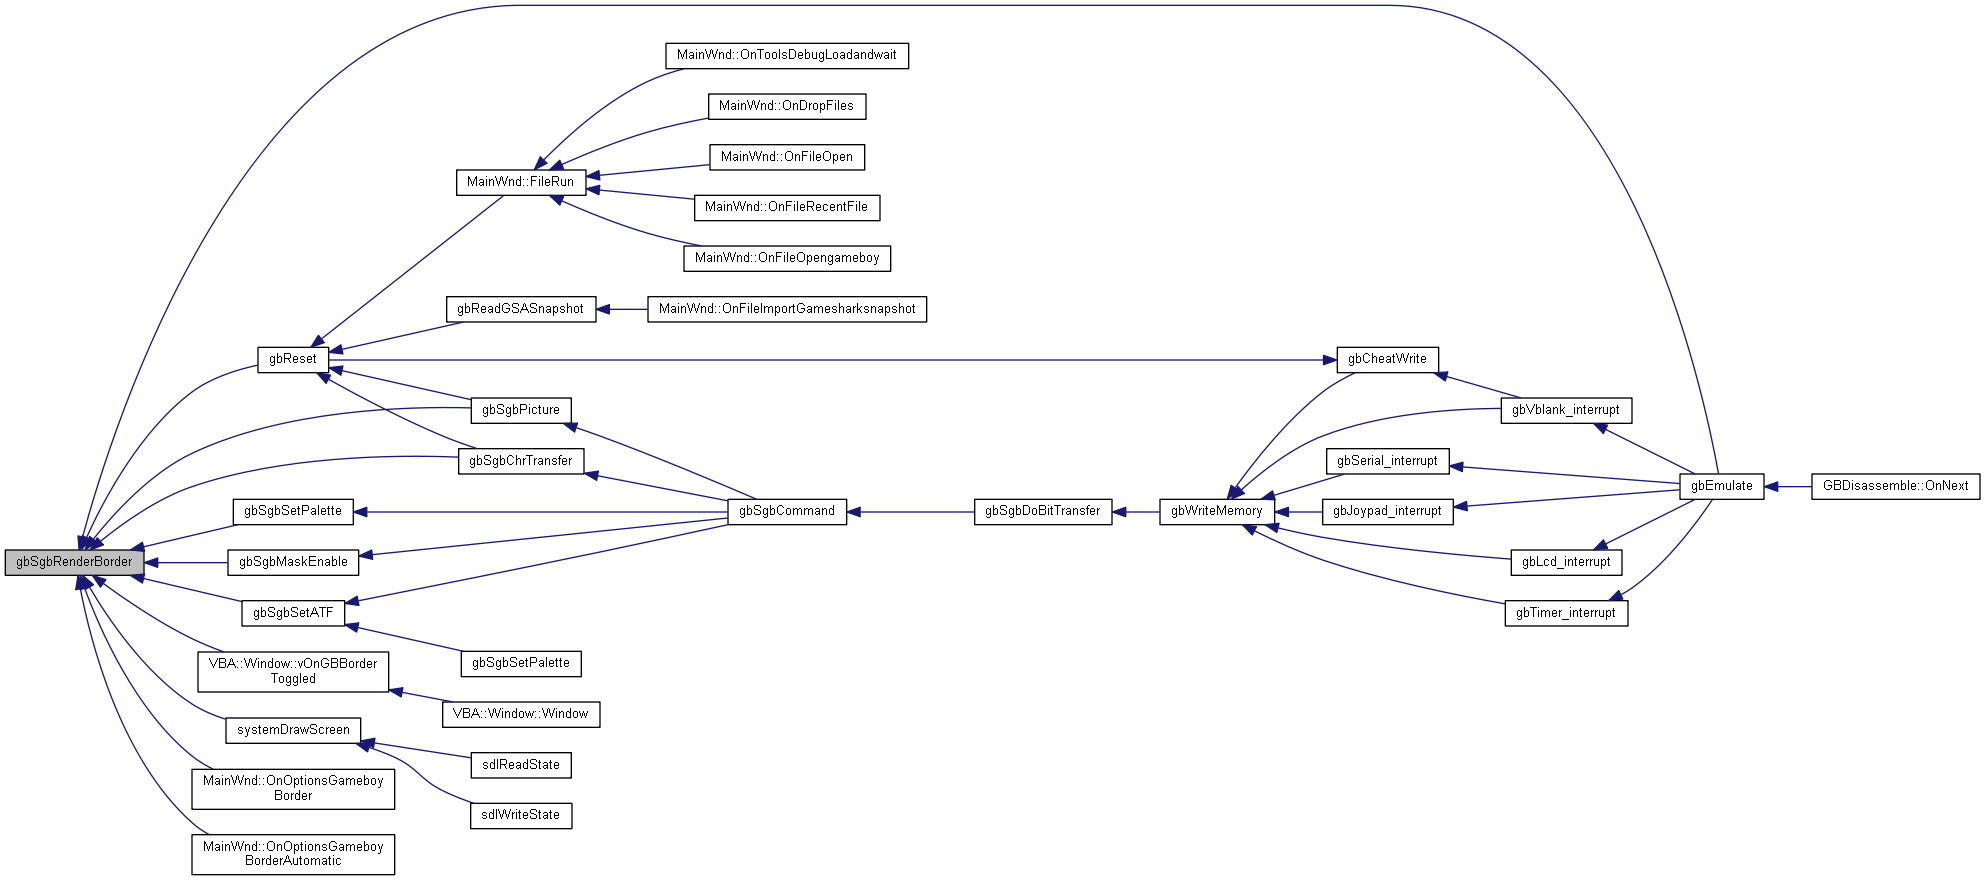 MainWnd::OnToolsDebugLoadandwait
MainWnd::OnDropFiles
MainWnd::OnFileOpen
MainWnd::FileRun
MainWnd::OnFileRecentFile
MainWnd::OnFileOpengameboy
gbReadGSASnapshot
MainWnd::OnFileImportGamesharksnapshot
gbReset
gbCheatWrite
gbSgbPicture
gbVblank_interrupt
gbSgbChrTransfer
gbSerial_interrupt
gbEmulate
GBDisassemble::OnNext
gbSgbSetPalette
gbSgbCommand
gbSgbDoBitTransfer
gbWriteMemory
gbJoypad_interrupt
gbSgbRenderBorder
gbSgbMaskEnable
gbLcd_interrupt
gbSgbSetATF
gbTimer_interrupt
gbSgbSetPalette
VBA::Window::vOnGBBorder
Toggled
VBA::Window::Window
systemDrawScreen
sdlReadState
MainWnd::OnOptionsGameboy
Border
sdlWriteState
MainWnd::OnOptionsGameboy
BorderAutomatic